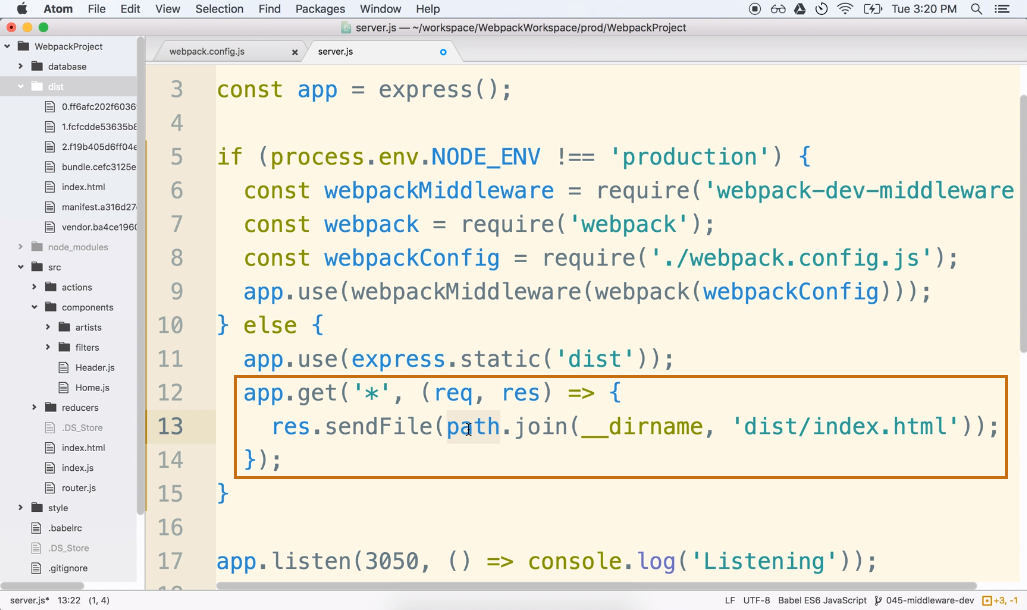 Atom File Edit View Selection Find Packages Window Help Tue 3:20 PM
server.js — ~/workspace/WebpackWorkspace/prod/WebpackProject
WebpackProject
database
dist
0.ff6afc202f6036
1.fcfcdde53635b8
2.f19b405d6ff04e
bundle.cefc3125e
index.html
manifest.a316d27
vendor.ba4ce1960
node_modules
src
actions
components
artists
filters
Header.js
Home.js
reducers
.DS_Store
index.html
index.js
router.js
style
.babelrc
.DS_Store
.gitignore
webpack.config.js server.js
3 const app = express();
4
5 if (process.env.NODE_ENV !== 'production') {
6 const webpackMiddleware = require('webpack-dev-middleware
7 const webpack = require('webpack');
8 const webpackConfig = require('./webpack.config.js');
9 app.use(webpackMiddleware(webpack(webpackConfig)));
10 } else {
11 app.use(express.static('dist'));
12 app.get('*', (req, res) => {
13 res.sendFile(path.join(__dirname, 'dist/index.html'));
14 });
15 }
16
17 app.listen(3050, () => console.log('Listening'));
server.js* 13:22 (1, 4) LF UTF-8 Babel ES6 JavaScript 045-middleware-dev +3, -1